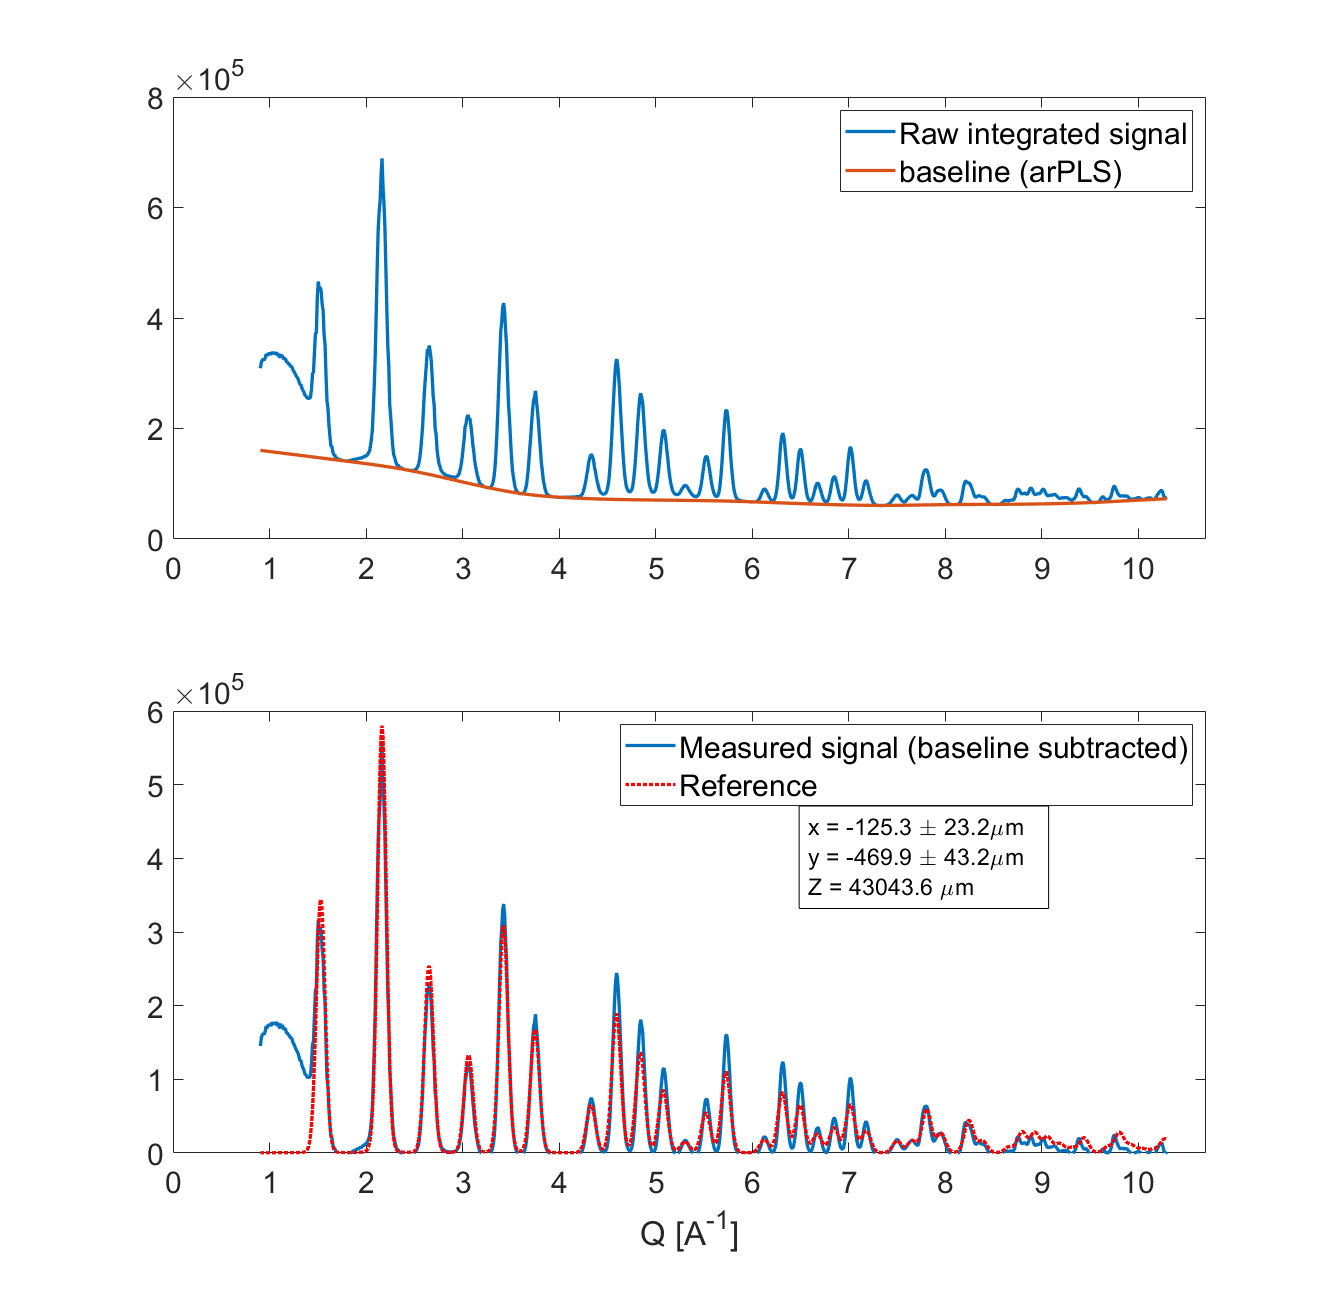 ×10^5
8
6
4
2
0
0 1 2 3 4 5 6 7 8 9 10
Raw integrated signal
baseline (arPLS)
×10^5
6
5
4
3
2
1
0
0 1 2 3 4 5 6 7 8 9 10
Measured signal (baseline subtracted)
Reference
x = -125.3 ± 23.2μm
y = -469.9 ± 43.2μm
Z = 43043.6 μm
Q [A^-1]